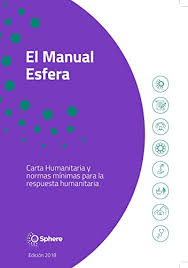 El Manual
Esfera
Carta Humanitaria y
normas mínimas para la
respuesta humanitaria
Sphere
Edición 2018